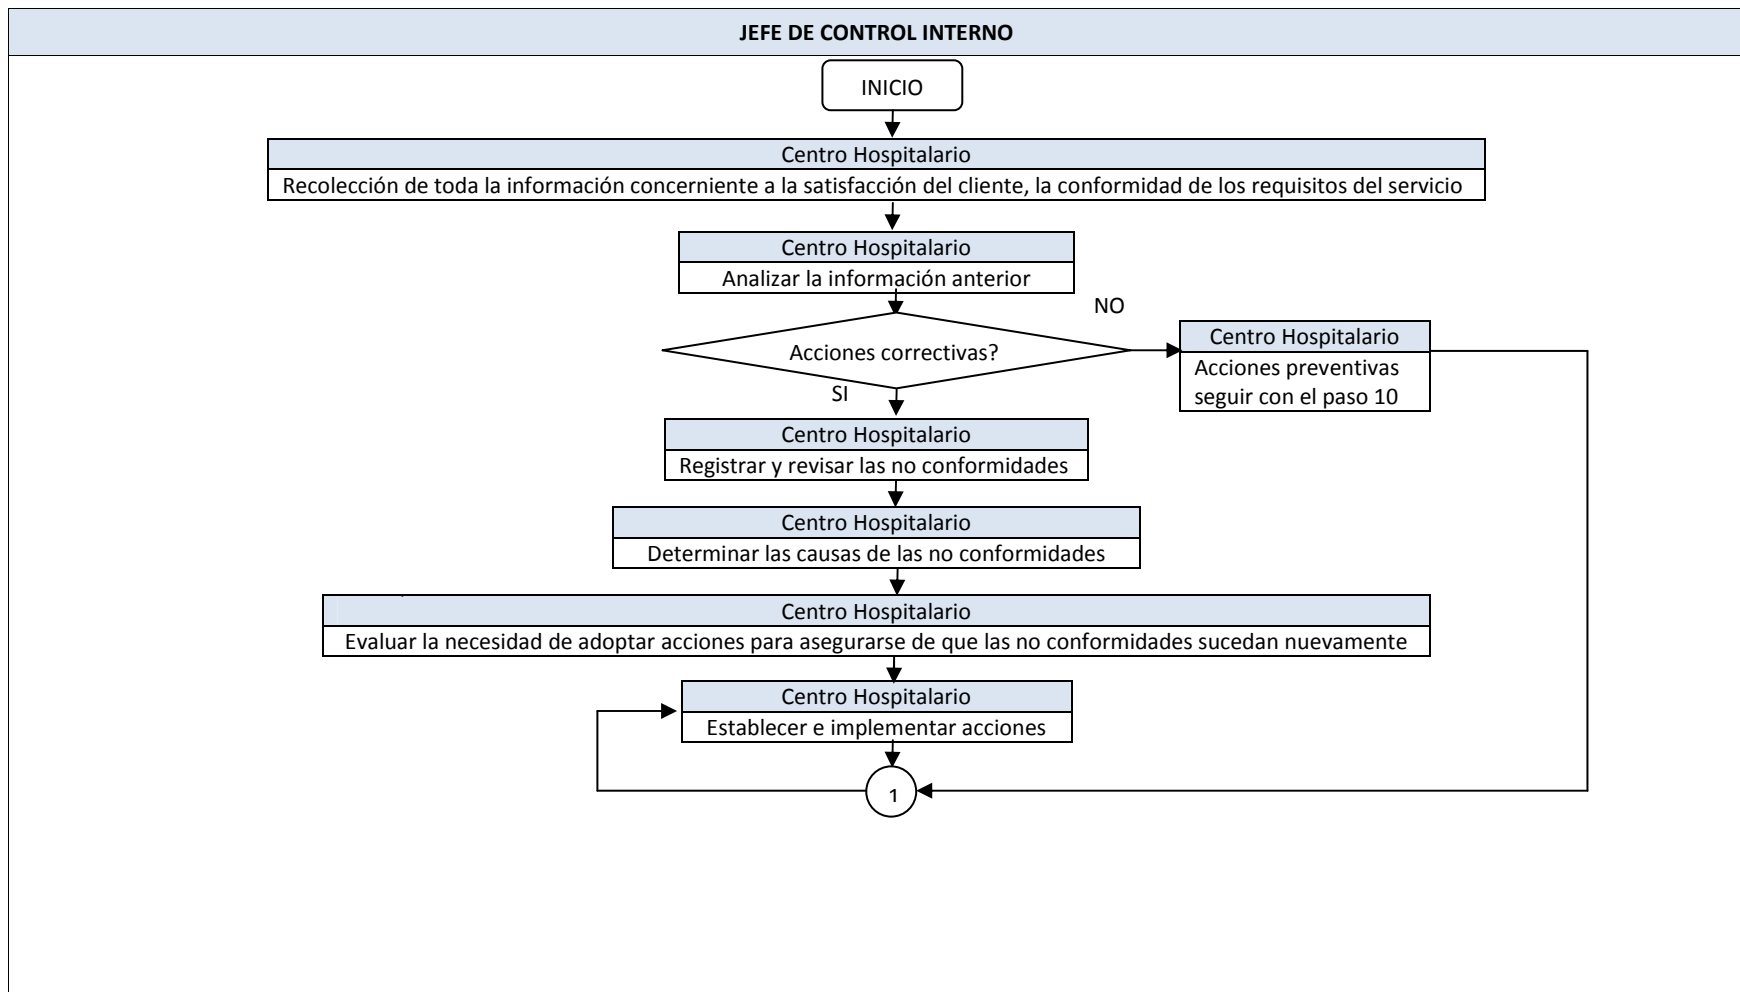 JEFE DE CONTROL INTERNO
INICIO
Centro Hospitalario
Recolección de toda la información concerniente a la satisfacción del cliente, la conformidad de los requisitos del servicio
Centro Hospitalario
Analizar la información anterior
NO
Acciones correctivas?
Centro Hospitalario
Acciones preventivas
seguir con el paso 10
SI
Centro Hospitalario
Registrar y revisar las no conformidades
Centro Hospitalario
Determinar las causas de las no conformidades
Centro Hospitalario
Evaluar la necesidad de adoptar acciones para asegurarse de que las no conformidades sucedan nuevamente
Centro Hospitalario
Establecer e implementar acciones
1